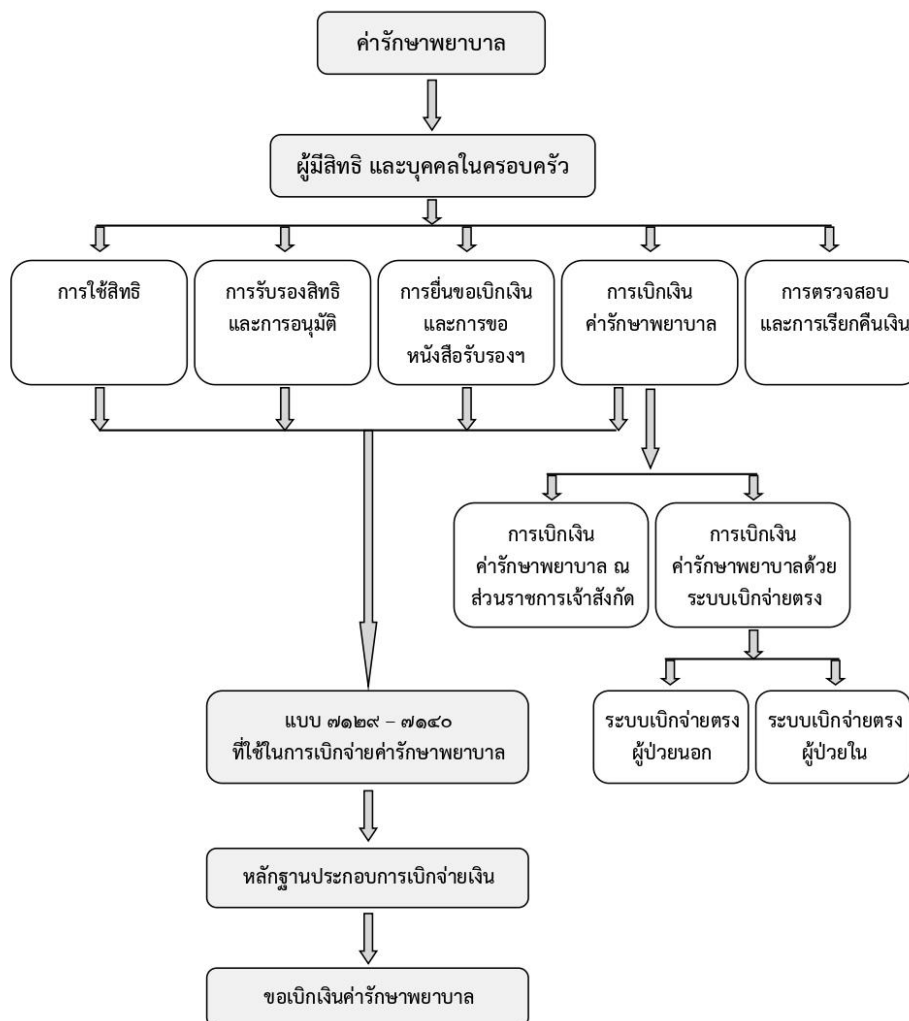 ค่ารักษาพยาบาล
ผู้มีสิทธิ และบุคคลในครอบครัว
การใช้สิทธิ
การรับรองสิทธิ
และการอนุมัติ
การยื่นขอเบิกเงิน
และการขอ
หนังสือรับรองฯ
การเบิกเงิน
ค่ารักษาพยาบาล
การตรวจสอบ
และการเรียกคืนเงิน
การเบิกเงิน
ค่ารักษาพยาบาล ณ
ส่วนราชการเจ้าสังกัด
การเบิกเงิน
ค่ารักษาพยาบาลด้วย
ระบบเบิกจ่ายตรง
ระบบเบิกจ่ายตรง
ผู้ป่วยนอก
ระบบเบิกจ่ายตรง
ผู้ป่วยใน
แบบ ๗๑๒๙ – ๗๑๔๐
ที่ใช้ในการเบิกจ่ายค่ารักษาพยาบาล
หลักฐานประกอบการเบิกจ่ายเงิน
ขอเบิกเงินค่ารักษาพยาบาล